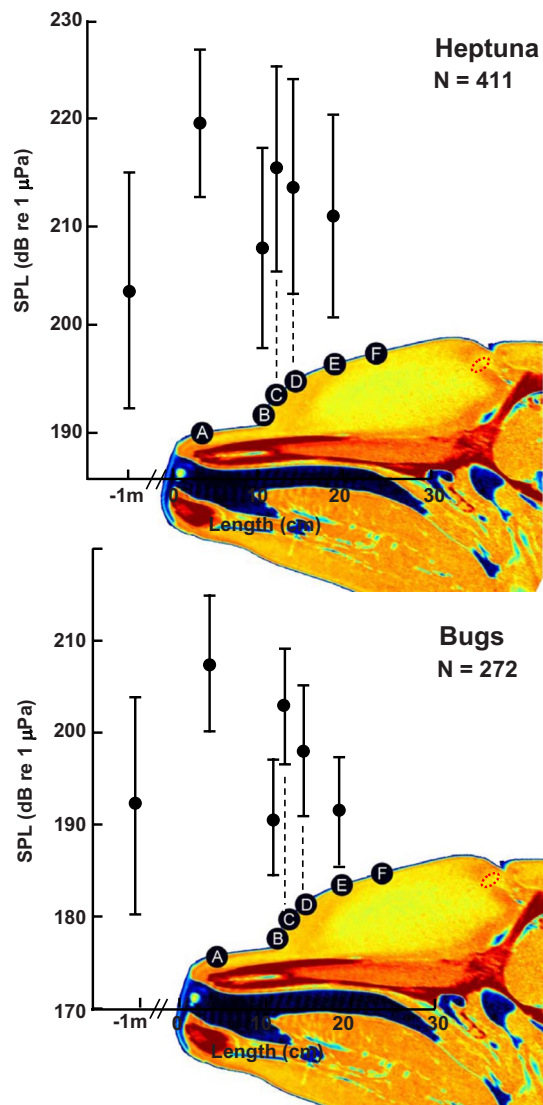 Heptuna
N = 411
SPL (dB re 1 μPa)
230
220
210
200
190
A
B
C
D
E
F
-1m
0
10
20
30
Length (cm)
Bugs
N = 272
SPL (dB re 1 μPa)
210
200
190
180
170
A
B
C
D
E
F
-1m
0
10
20
30
Length (cm)